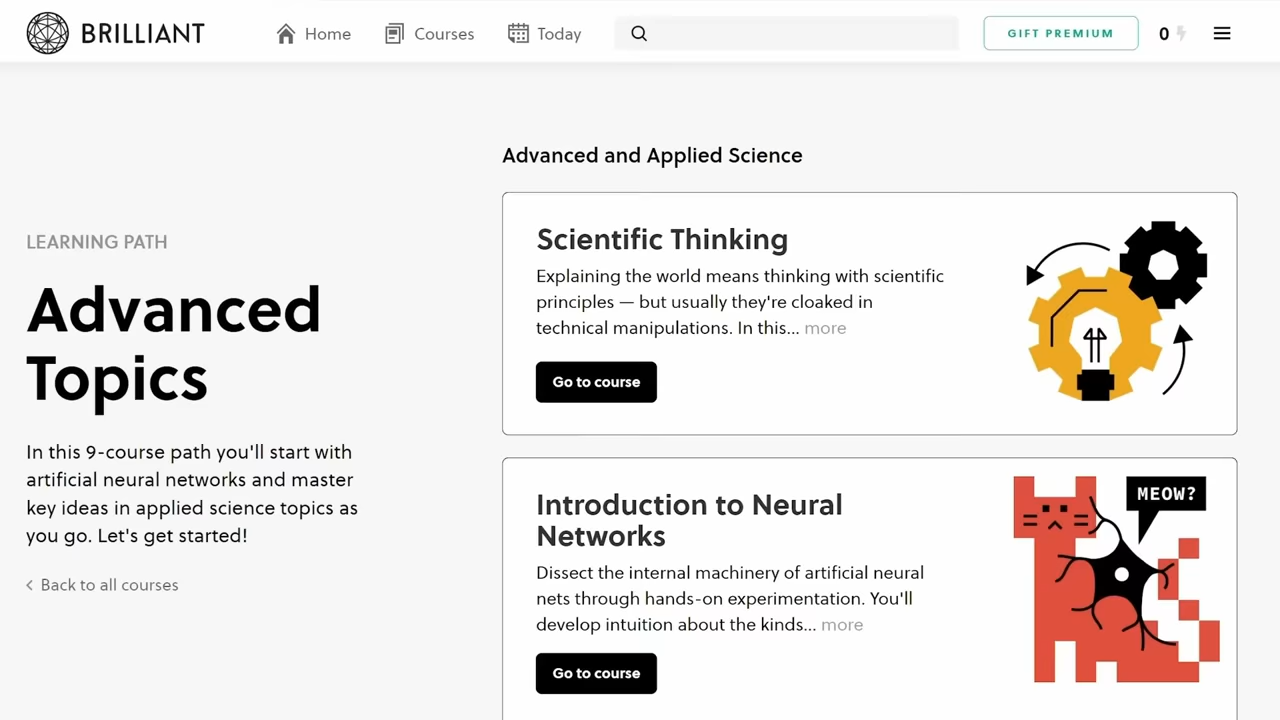 BRILLIANT
Home
Courses
Today
GIFT PREMIUM
0
LEARNING PATH
Advanced
Topics
In this 9-course path you'll start with
artificial neural networks and master
key ideas in applied science topics as
you go. Let's get started!
Back to all courses
Advanced and Applied Science
Scientific Thinking
Explaining the world means thinking with scientific
principles — but usually they're cloaked in
technical manipulations. In this... more
Go to course
Introduction to Neural
Networks
Dissect the internal machinery of artificial neural
nets through hands-on experimentation. You'll
develop intuition about the kinds... more
Go to course
MEOW?